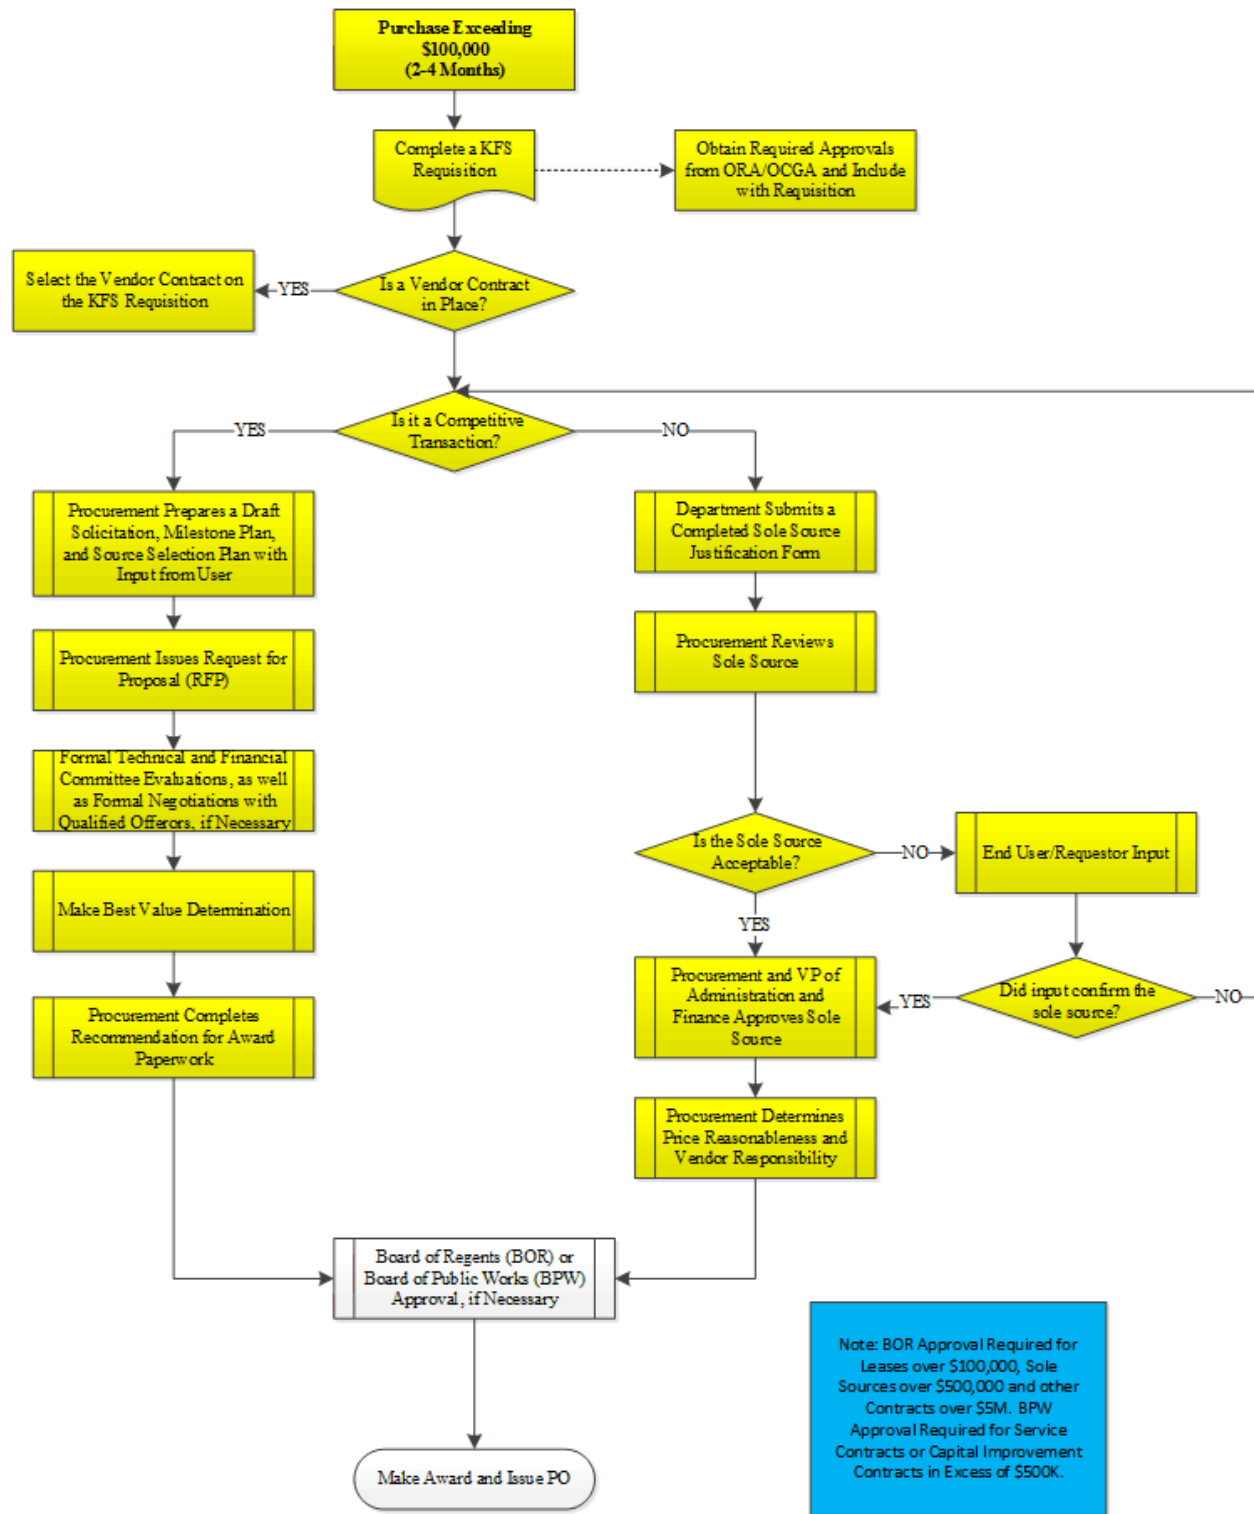 Purchase Exceeding
$100,000
(2-4 Months)
Complete a KFS
Requisition
Obtain Required Approvals
from ORA/OCGA and Include
with Requisition
Select the Vendor Contract on
the KFS Requisition
YES
Is a Vendor Contract
in Place?
Is it a Competitive
Transaction?
YES
NO
Procurement Prepares a Draft
Solicitation, Milestone Plan,
and Source Selection Plan with
Input from User
Department Submits a
Completed Sole Source
Justification Form
Procurement Issues Request for
Proposal (RFP)
Procurement Reviews
Sole Source
Formal Technical and Financial
Committee Evaluations, as well
as Formal Negotiations with
Qualified Offerors, if Necessary
Is the Sole Source
Acceptable?
NO
End User/Requestor Input
Make Best Value Determination
YES
Procurement and VP of
Administration and
Finance Approves Sole
Source
YES
Did input confirm the
sole source?
NO
Procurement Completes
Recommendation for Award
Paperwork
Procurement Determines
Price Reasonableness and
Vendor Responsibility
Board of Regents (BOR) or
Board of Public Works (BPW)
Approval, if Necessary
Note: BOR Approval Required for
Leases over $100,000, Sole
Sources over $500,000 and other
Contracts over $5M. BPW
Approval Required for Service
Contracts or Capital Improvement
Contracts in Excess of $500K.
Make Award and Issue PO